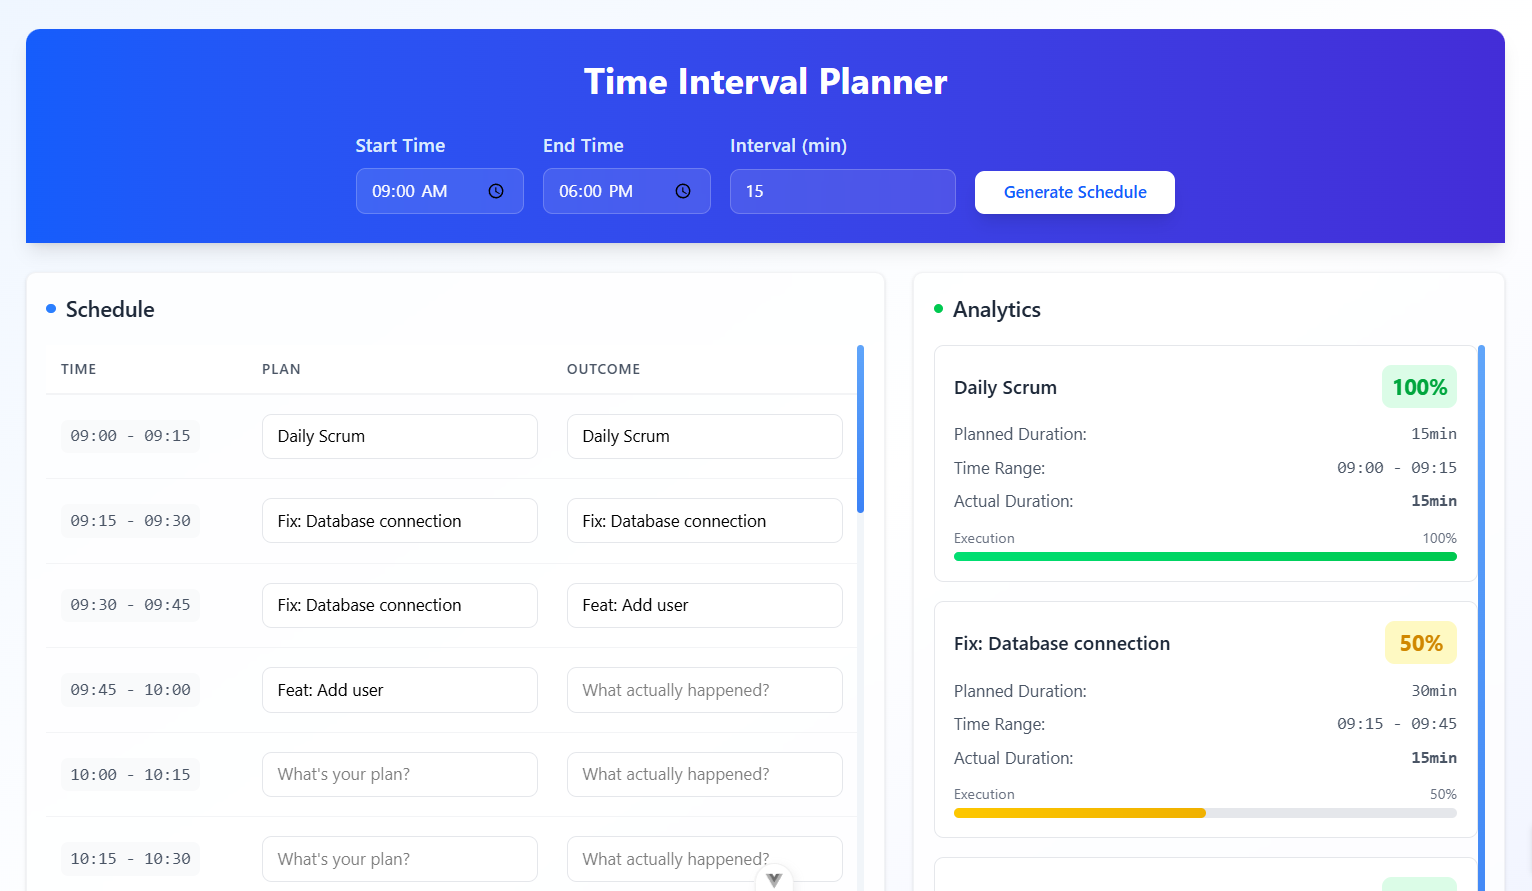 Time Interval Planner
Start Time End Time Interval (min)
09:00 AM 06:00 PM 15 Generate Schedule
Schedule
TIME PLAN OUTCOME
09:00 - 09:15 Daily Scrum Daily Scrum
09:15 - 09:30 Fix: Database connection Fix: Database connection
09:30 - 09:45 Fix: Database connection Feat: Add user
09:45 - 10:00 Feat: Add user What actually happened?
10:00 - 10:15 What's your plan? What actually happened?
10:15 - 10:30 What's your plan? What actually happened?
Analytics
Daily Scrum 100%
Planned Duration: 15min
Time Range: 09:00 - 09:15
Actual Duration: 15min
Execution 100%
Fix: Database connection 50%
Planned Duration: 30min
Time Range: 09:15 - 09:45
Actual Duration: 15min
Execution 50%